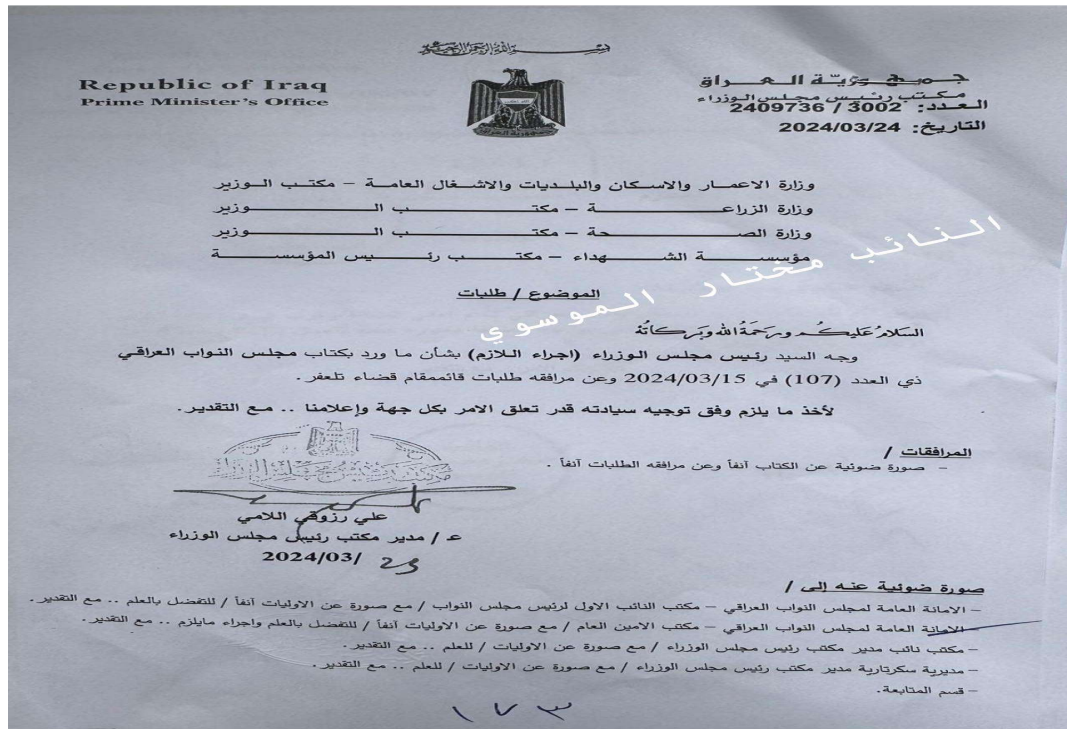 بسم الله الرحمن الرحيم
Republic of Iraq
Prime Minister's Office
جمهورية العراق
مكتب رئيس مجلس الوزراء
العدد: 3002 / 2409736
التاريخ: 2024/03/24
وزارة الاعمار والاسكان والبلديات والاشغال العامة – مكتب الوزير
وزارة الزراعة – مكتب الوزير
وزارة الصحة – مكتب الوزير
مؤسسة الشهداء – مكتب رئيس المؤسسة
النائب مختار الموسوي
الموضوع / طلبات
السلام عليكم ورحمة الله وبركاته
وجه السيد رئيس مجلس الوزراء (اجراء اللازم) بشأن ما ورد بكتاب مجلس النواب العراقي
ذي العدد (107) في 2024/03/15 وعن مرافقه طلبات قائممقام قضاء تلعفر.
لأخذ ما يلزم وفق توجيه سيادته قدر تعلق الامر بكل جهة وإعلامنا .. مع التقدير.
المرافقات /
- صورة ضوئية عن الكتاب آنفاً وعن مرافقه الطلبات آنفاً .
علي رزوقي اللامي
ع / مدير مكتب رئيس مجلس الوزراء
2024/03/
صورة ضوئية عنه إلى /
– الامانة العامة لمجلس النواب العراقي – مكتب النائب الاول لرئيس مجلس النواب / مع صورة عن الاوليات آنفاً / للتفضل بالعلم .. مع التقدير.
– الامانة العامة لمجلس النواب العراقي – مكتب الامين العام / مع صورة عن الاوليات آنفاً / للتفضل بالعلم واجراء مايلزم .. مع التقدير.
– مكتب نائب مدير مكتب رئيس مجلس الوزراء / مع صورة عن الاوليات / للعلم .. مع التقدير.
– مديرية سكرتارية مدير مكتب رئيس مجلس الوزراء / مع صورة عن الاوليات / للعلم .. مع التقدير.
– قسم المتابعة.
١٧٣